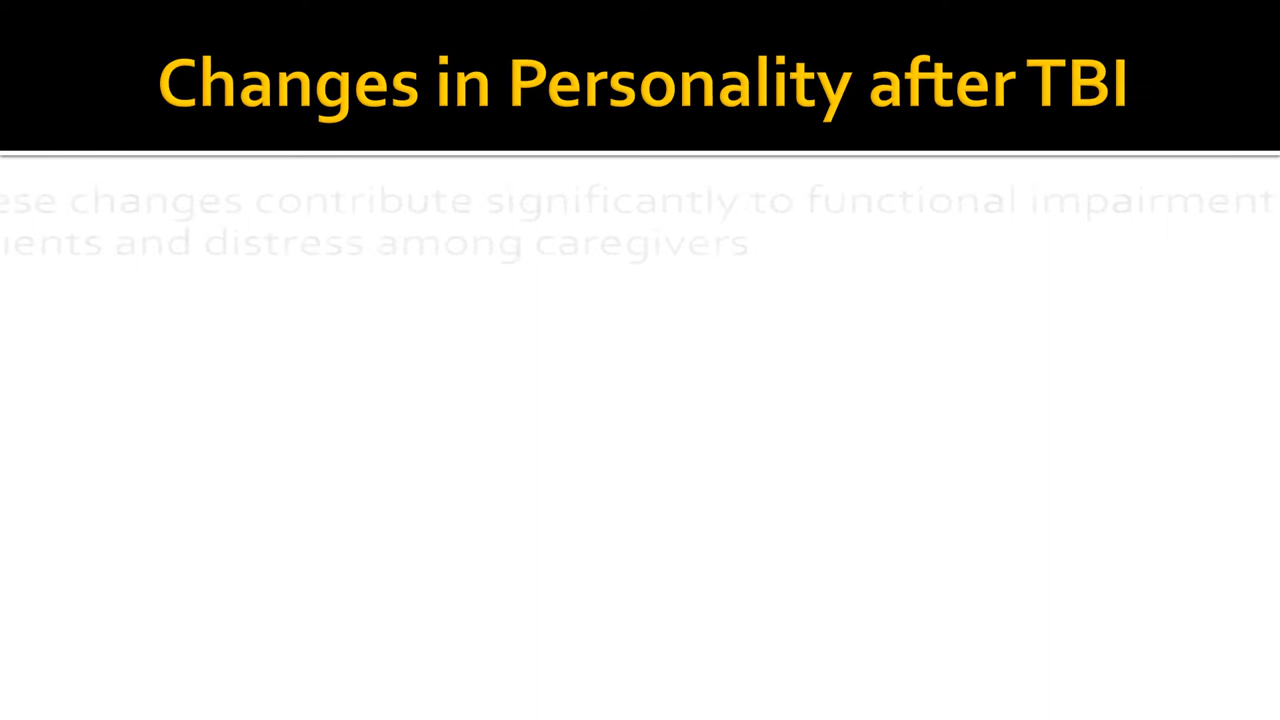 Changes in Personality after TBI
ese changes contribute significantly to functional impairment
ients and distress among caregivers